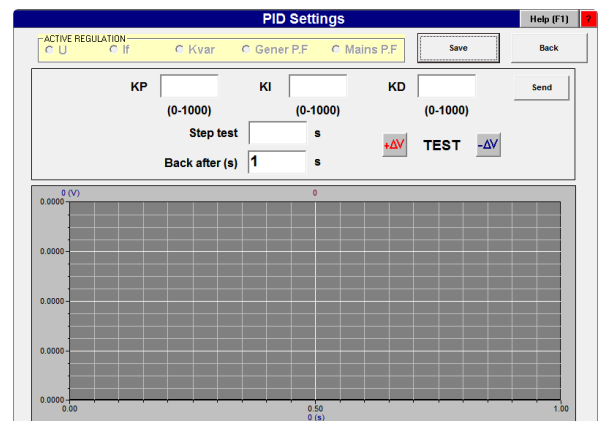 PID Settings Help (F1) ?
ACTIVE REGULATION
U If Kvar Gener P.F Mains P.F Save Back
KP KI KD Send
(0-1000) (0-1000) (0-1000)
Step test s
+ΔV TEST -ΔV
Back after (s) 1 s
0 (V) 0
0.0000
0.0000
0.0000
0.0000
0.0000
0.00 0.50 1.00
0 (s)